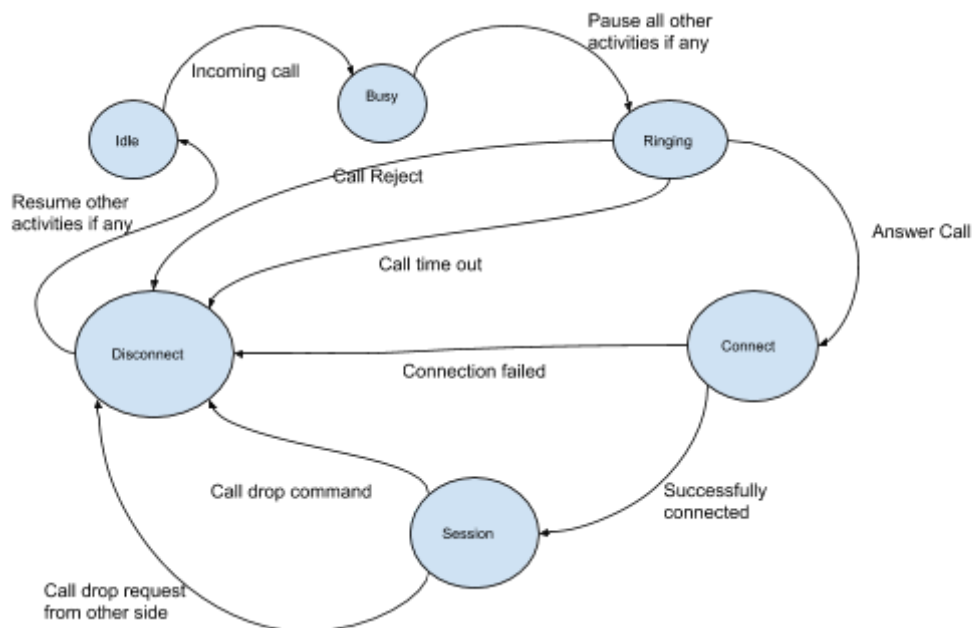 Pause all other
activities if any
Incoming call
Busy
Idle
Ringing
Call Reject
Resume other
activities if any
Answer Call
Call time out
Disconnect
Connect
Connection failed
Call drop command
Successfully
connected
Session
Call drop request
from other side